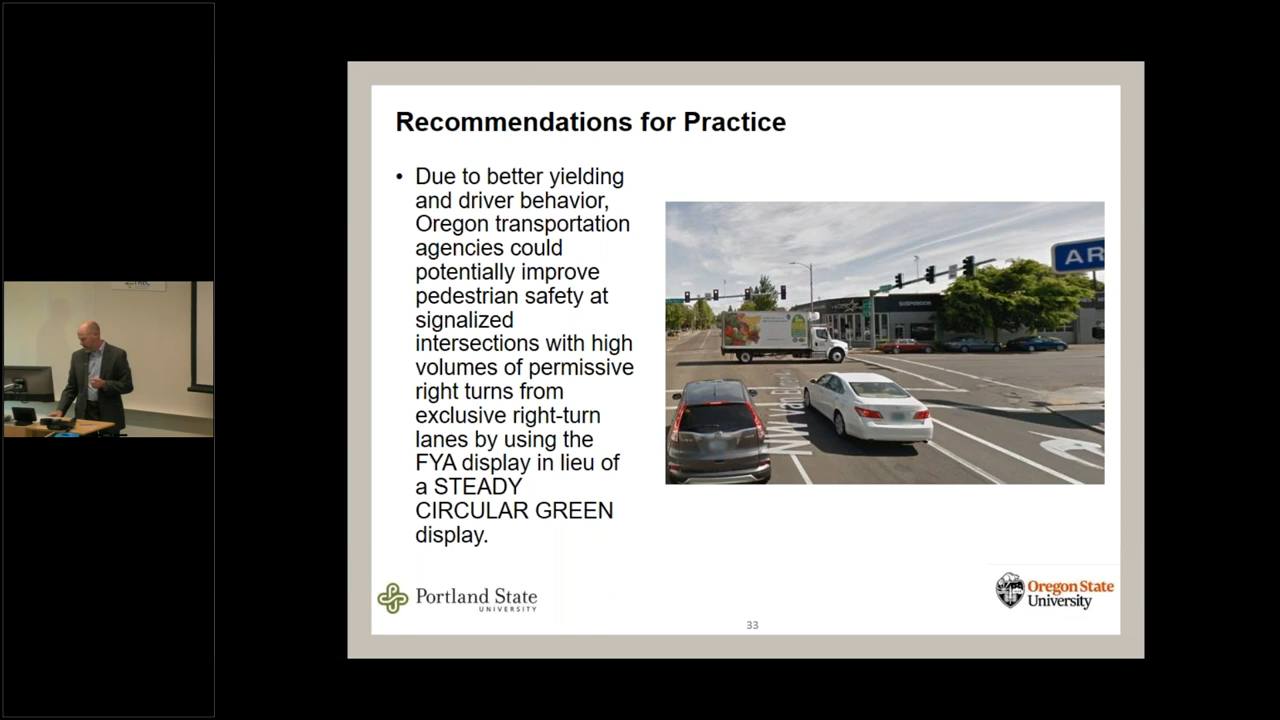 Recommendations for Practice
• Due to better yielding
and driver behavior,
Oregon transportation
agencies could
potentially improve
pedestrian safety at
signalized
intersections with high
volumes of permissive
right turns from
exclusive right-turn
lanes by using the
FYA display in lieu of
a STEADY
CIRCULAR GREEN
display.
AR
SUSPENSION
Portland State
UNIVERSITY
Oregon State
University
33